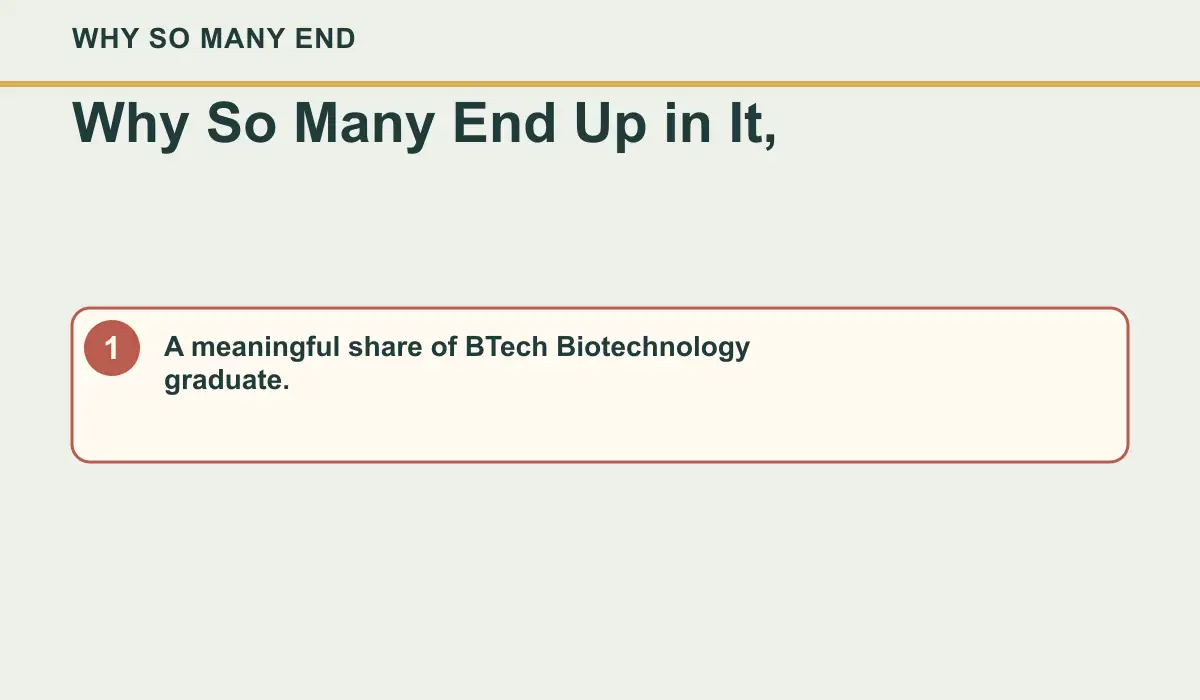 WHY SO MANY END
Why So Many End Up in It,
1
A meaningful share of BTech Biotechnology
graduate.